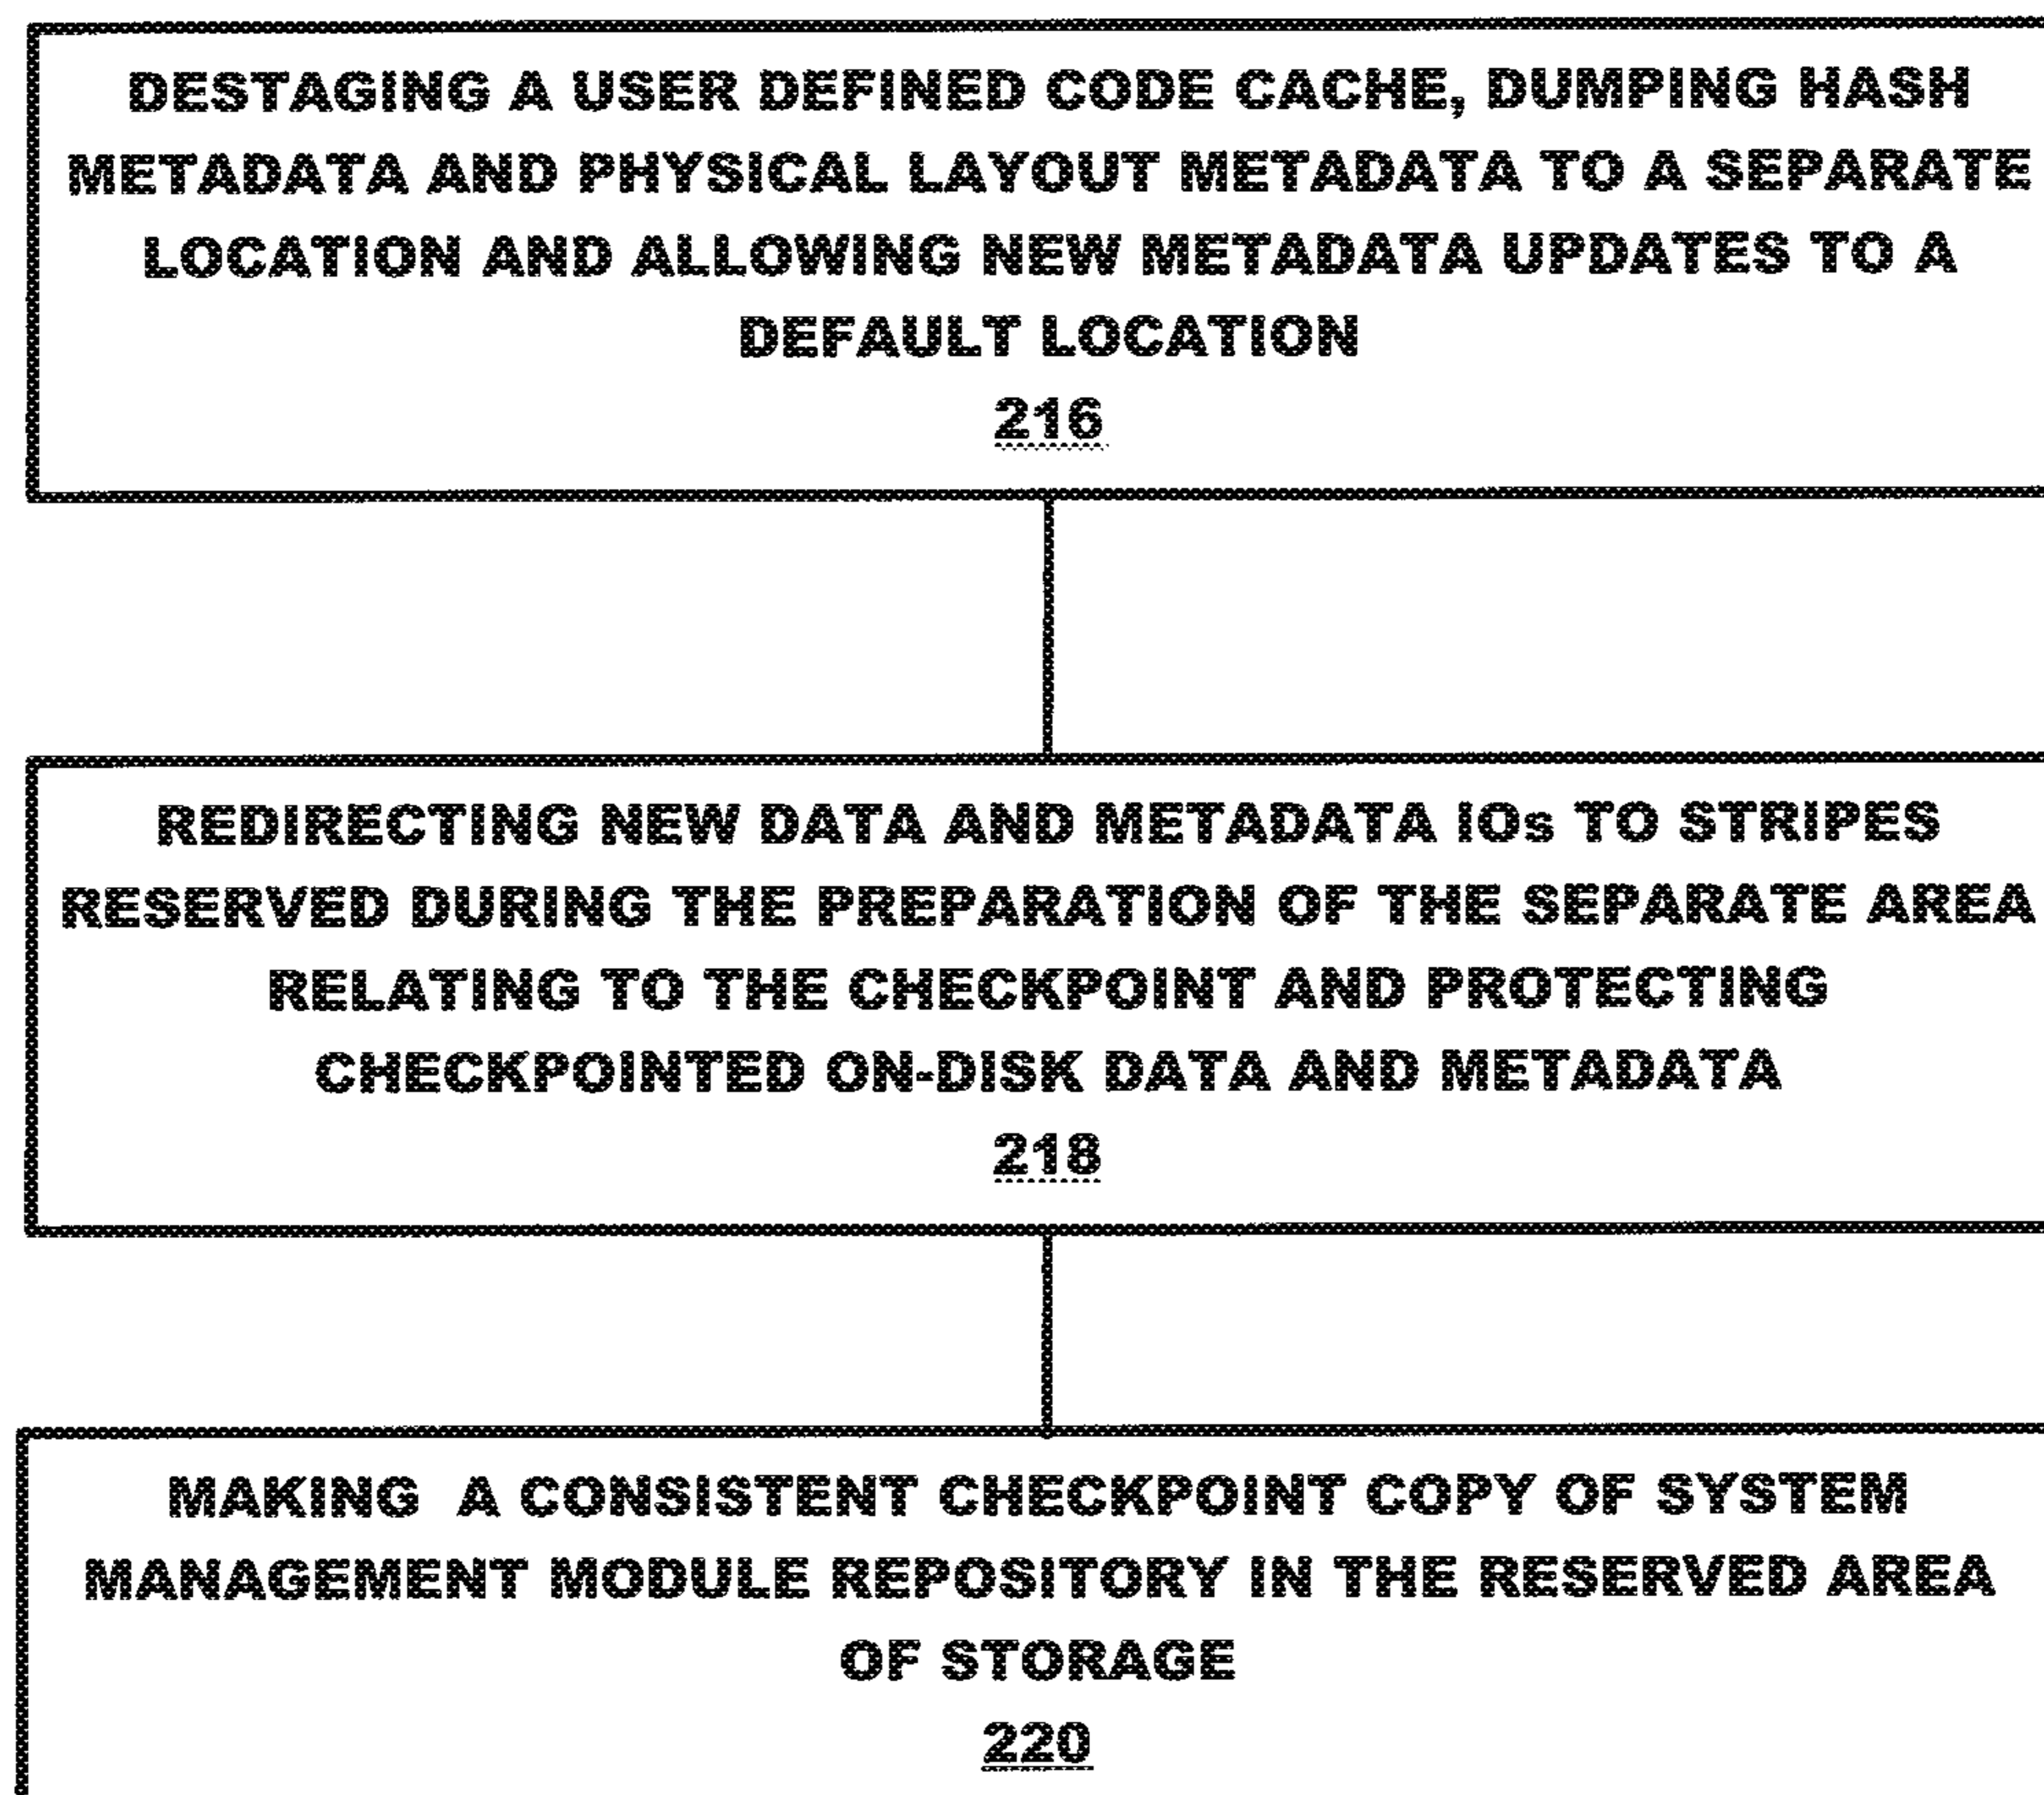 DESTAGING A USER DEFINED CODE CACHE, DUMPING HASH
METADATA AND PHYSICAL LAYOUT METADATA TO A SEPARATE
LOCATION AND ALLOWING NEW METADATA UPDATES TO A
DEFAULT LOCATION
216
REDIRECTING NEW DATA AND METADATA IOs TO STRIPES
RESERVED DURING THE PREPARATION OF THE SEPARATE AREA
RELATING TO THE CHECKPOINT AND PROTECTING
CHECKPOINTED ON-DISK DATA AND METADATA
218
MAKING A CONSISTENT CHECKPOINT COPY OF SYSTEM
MANAGEMENT MODULE REPOSITORY IN THE RESERVED AREA
OF STORAGE
220